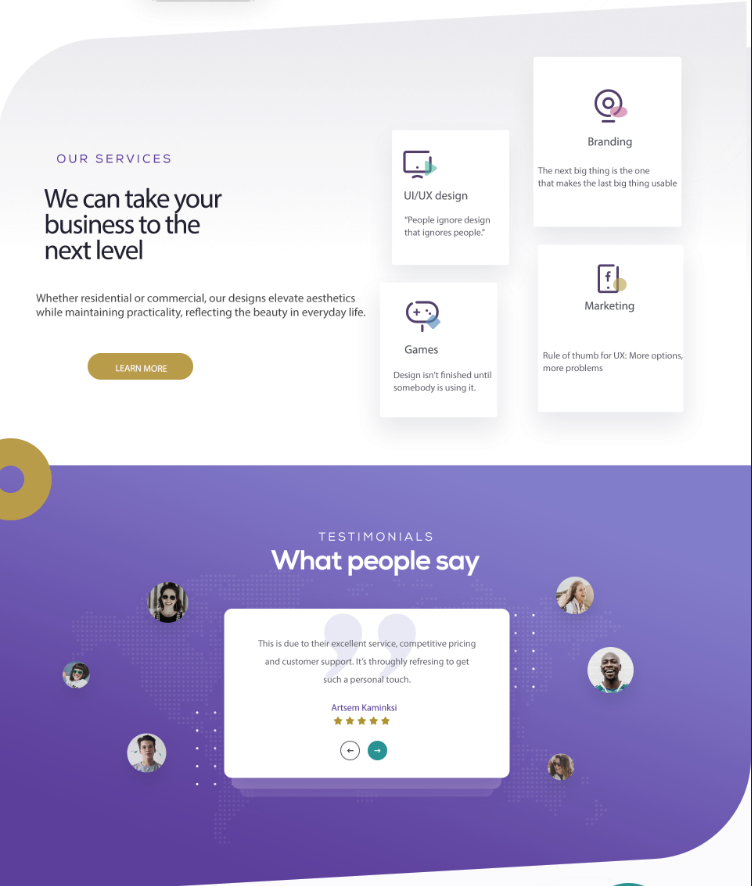 OUR SERVICES
We can take your
business to the
next level
Whether residential or commercial, our designs elevate aesthetics
while maintaining practicality, reflecting the beauty in everyday life.
LEARN MORE
UI/UX design
“People ignore design
that ignores people.”
Branding
The next big thing is the one
that makes the last big thing usable
Games
Design isn’t finished until
somebody is using it.
Marketing
Rule of thumb for UX: More options,
more problems
TESTIMONIALS
What people say
This is due to their excellent service, competitive pricing
and customer support. It’s throughly refresing to get
such a personal touch.
Artsem Kaminksi